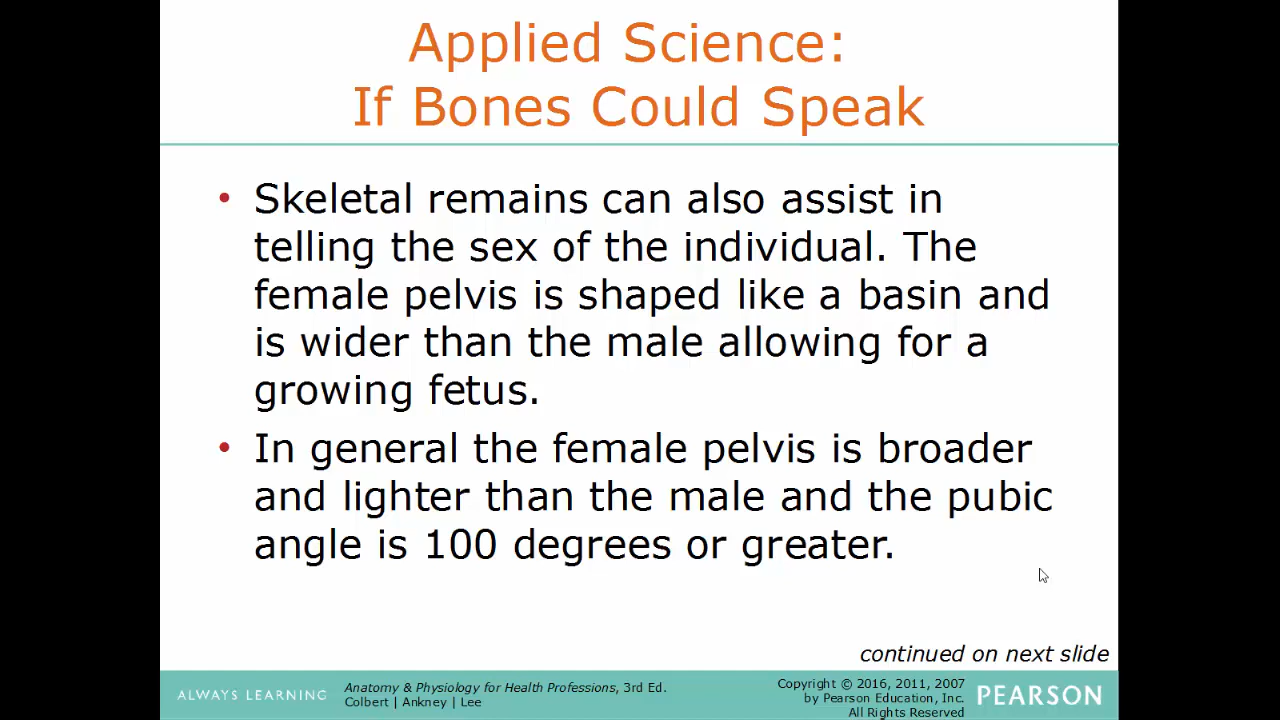 Applied Science:
If Bones Could Speak
• Skeletal remains can also assist in
telling the sex of the individual. The
female pelvis is shaped like a basin and
is wider than the male allowing for a
growing fetus.
• In general the female pelvis is broader
and lighter than the male and the pubic
angle is 100 degrees or greater.
continued on next slide
ALWAYS LEARNING
Anatomy & Physiology for Health Professions, 3rd Ed.
Colbert | Ankney | Lee
Copyright © 2016, 2011, 2007
by Pearson Education, Inc.
All Rights Reserved
PEARSON